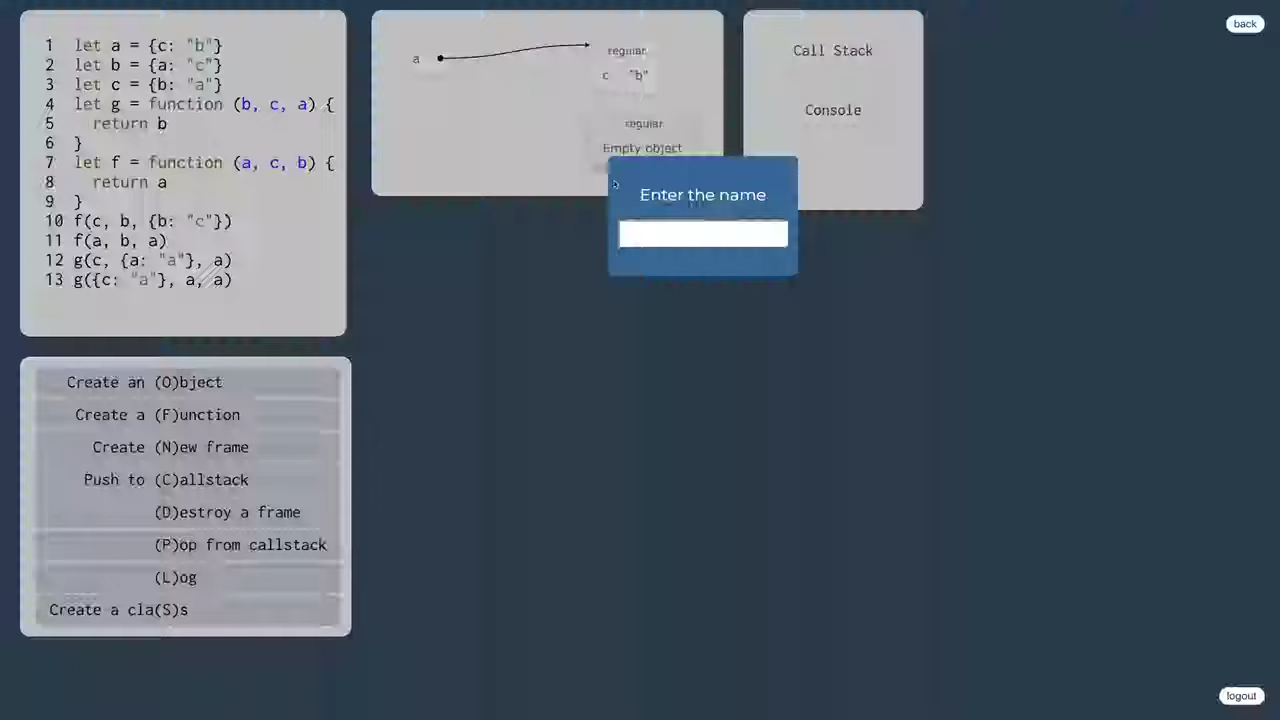 1 let a = {c: "b"}
2 let b = {a: "c"}
3 let c = {b: "a"}
4 let g = function (b, c, a) {
5 return b
6 }
7 let f = function (a, c, b) {
8 return a
9 }
10 f(c, b, {b: "c"})
11 f(a, b, a)
12 g(c, {a: "a"}, a)
13 g({c: "a"}, a, a)
Create an (O)bject
Create a (F)unction
Create (N)ew frame
Push to (C)allstack
(D)estroy a frame
(P)op from callstack
(L)og
Create a cla(S)s
a
regular
c "b"
regular
Empty object
Enter the name
Call Stack
Console
back
logout